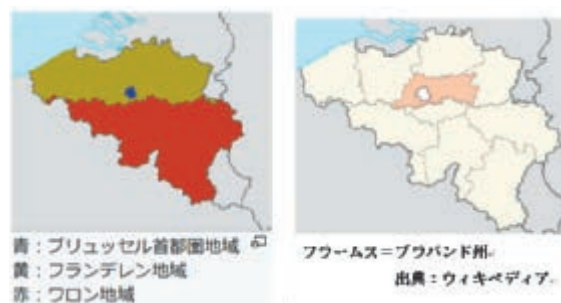 青：ブリュッセル首都圏地域
黄：フランデレン地域
赤：ワロン地域
フラームス＝ブラバンド州
出典：ウィキペディア